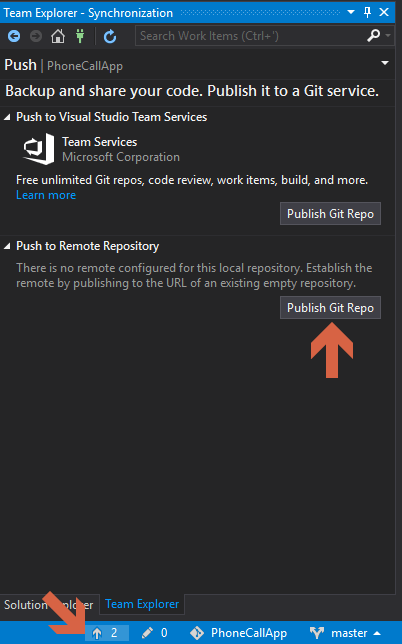 Team Explorer - Synchronization
Search Work Items (Ctrl+')
Push | PhoneCallApp
Backup and share your code. Publish it to a Git service.
Push to Visual Studio Team Services
Team Services
Microsoft Corporation
Free unlimited Git repos, code review, work items, build, and more.
Learn more
Publish Git Repo
Push to Remote Repository
There is no remote configured for this local repository. Establish the
remote by publishing to the URL of an existing empty repository.
Publish Git Repo
Solution Explorer Team Explorer
2 0 PhoneCallApp master